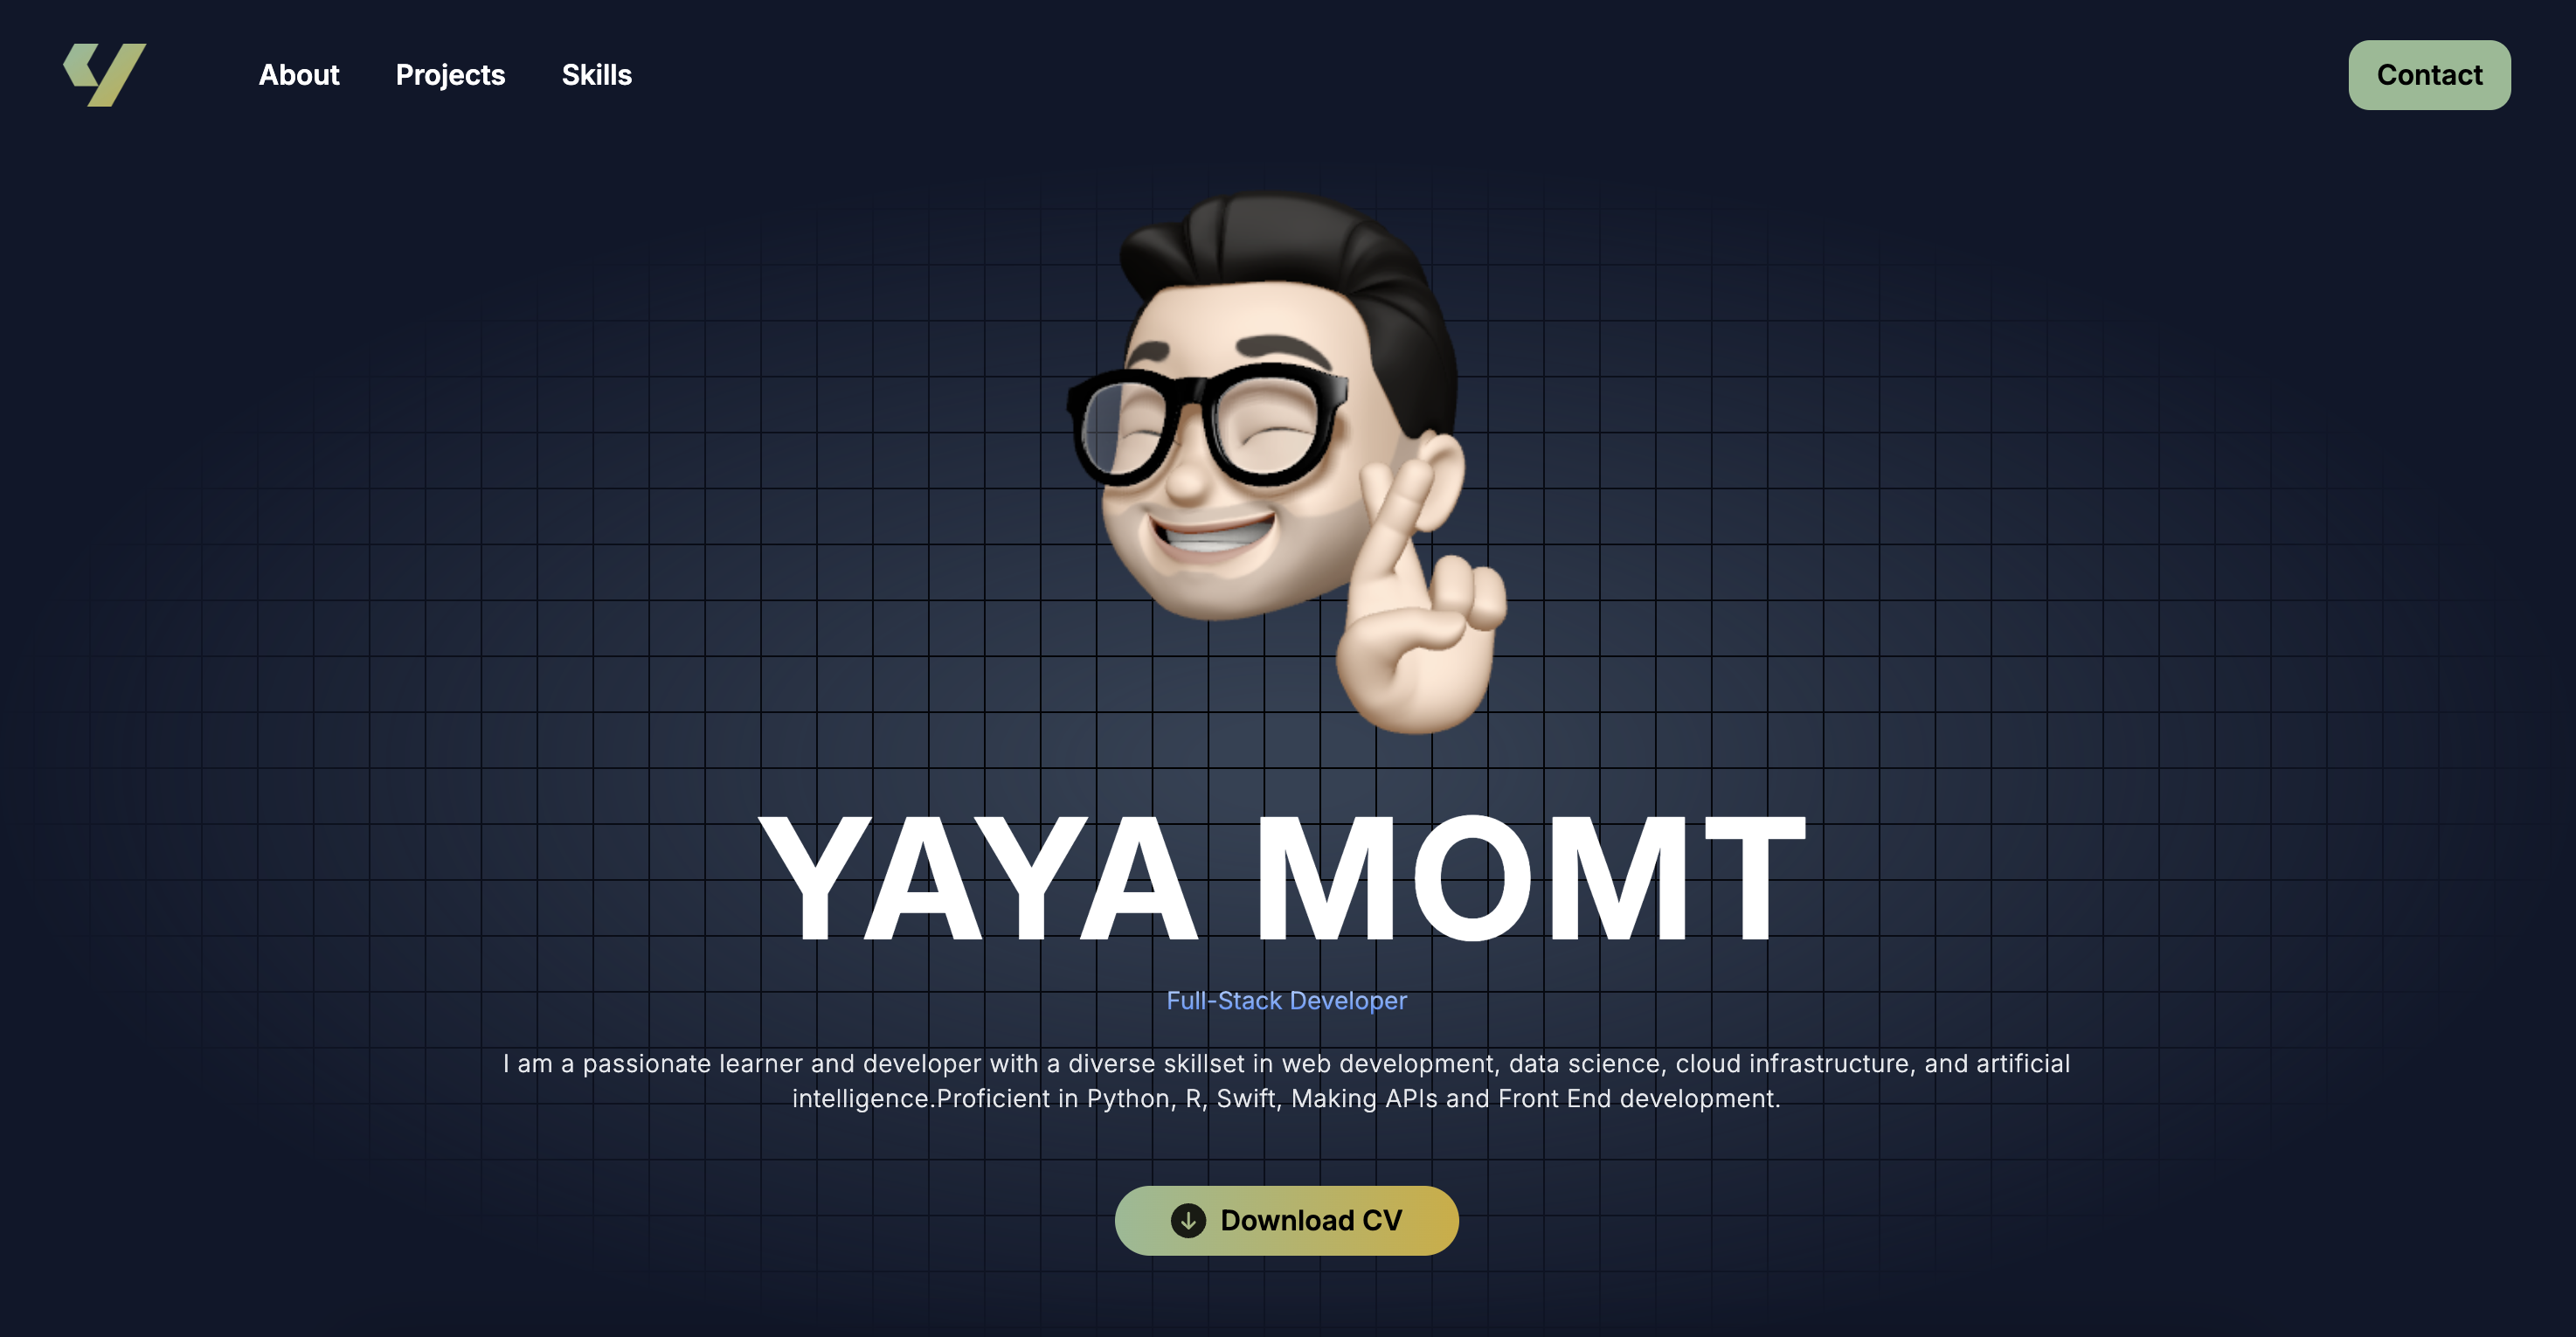 About
Projects
Skills
Contact
YAYA MOMT
Full-Stack Developer
I am a passionate learner and developer with a diverse skillset in web development, data science, cloud infrastructure, and artificial
intelligence.Proficient in Python, R, Swift, Making APIs and Front End development.
Download CV